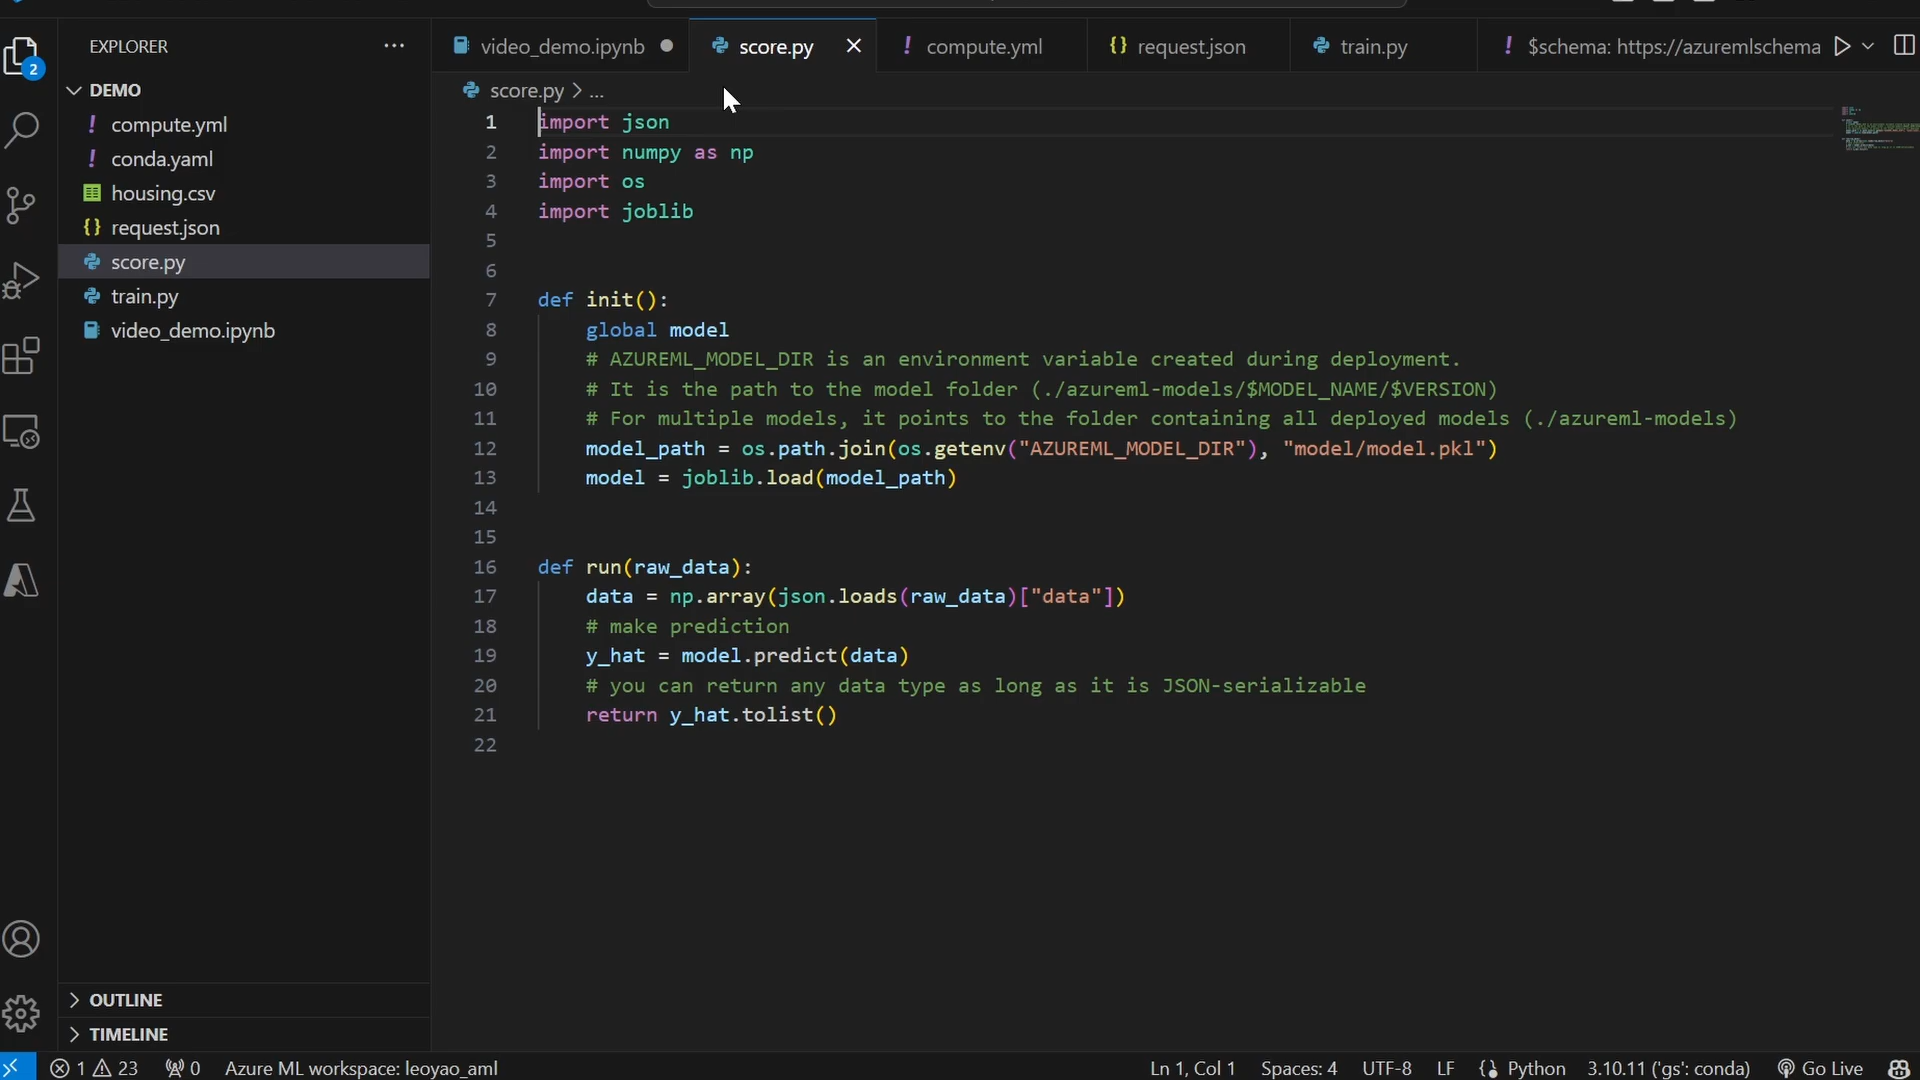 EXPLORER
...
DEMO
! compute.yml
! conda.yaml
housing.csv
{} request.json
score.py
train.py
video_demo.ipynb
OUTLINE
TIMELINE
2
video_demo.ipynb
score.py
! compute.yml
{} request.json
train.py
! $schema: https://azuremlschema
score.py > ...
1 import json
2 import numpy as np
3 import os
4 import joblib
5
6
7 def init():
8     global model
9     # AZUREML_MODEL_DIR is an environment variable created during deployment.
10     # It is the path to the model folder (./azureml-models/$MODEL_NAME/$VERSION)
11     # For multiple models, it points to the folder containing all deployed models (./azureml-models)
12     model_path = os.path.join(os.getenv("AZUREML_MODEL_DIR"), "model/model.pkl")
13     model = joblib.load(model_path)
14
15
16 def run(raw_data):
17     data = np.array(json.loads(raw_data)["data"])
18     # make prediction
19     y_hat = model.predict(data)
20     # you can return any data type as long as it is JSON-serializable
21     return y_hat.tolist()
22
1 23 0 Azure ML workspace: leoyao_aml Ln 1, Col 1 Spaces: 4 UTF-8 LF Python 3.10.11 ('gs': conda) Go Live